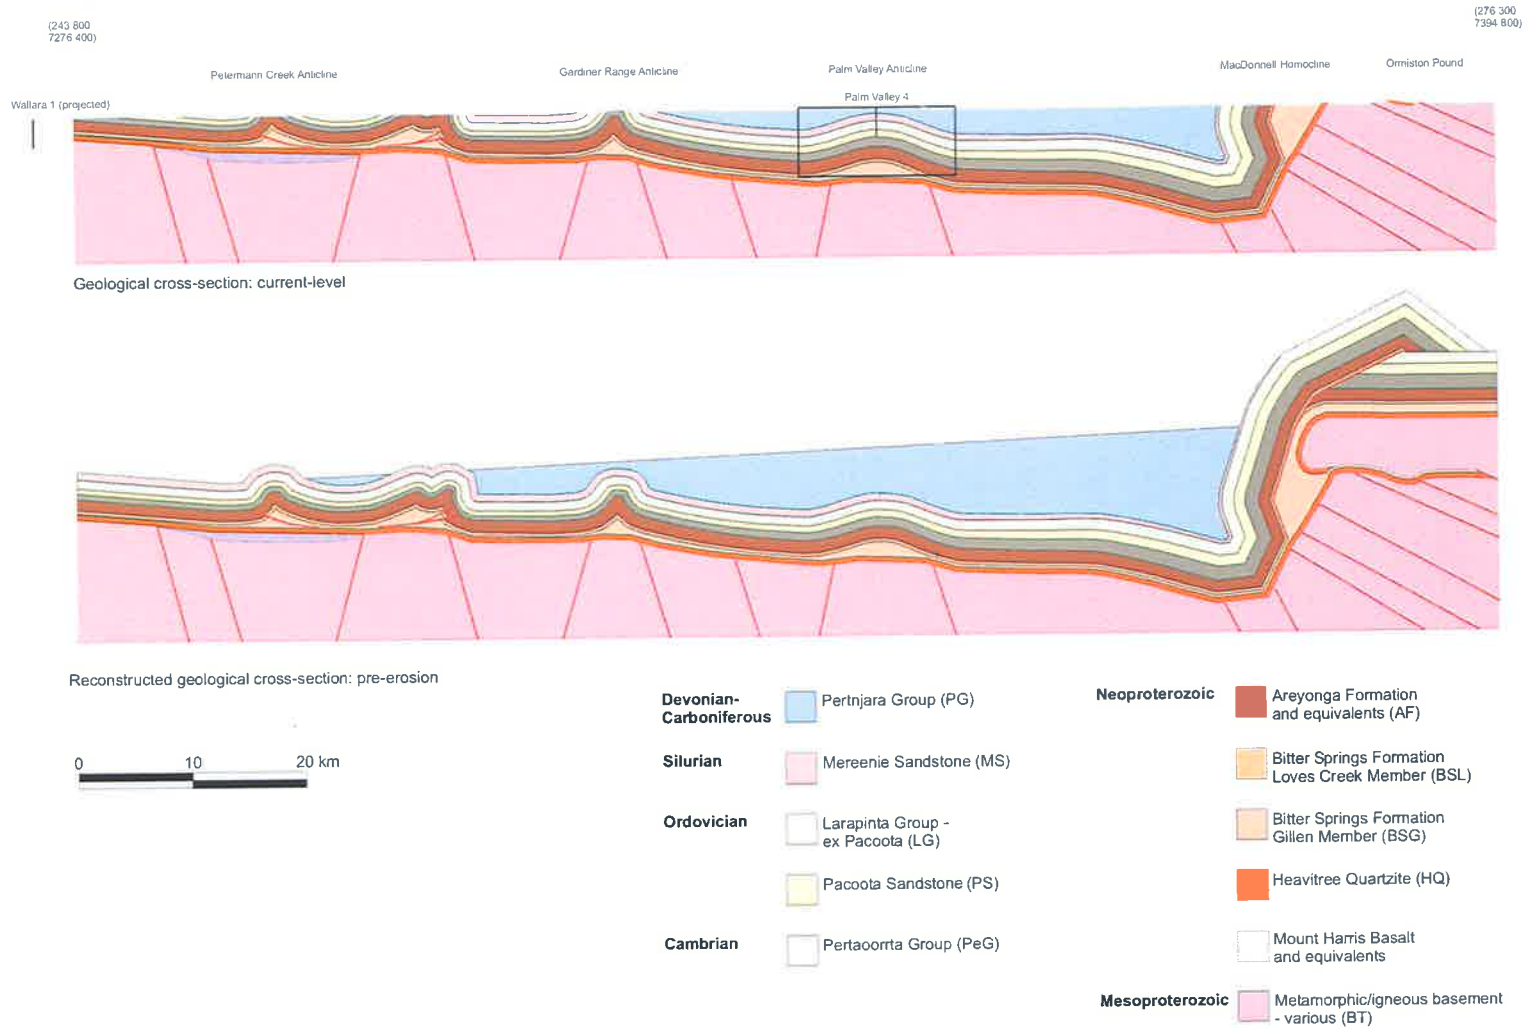 (243 800
7276 400)
(276 300
7394 800)
Petermann Creek Anticline
Gardiner Range Anticline
Palm Valley Anticline
MacDonnell Homocline
Ormiston Pound
Wallara 1 (projected)
Palm Valley 4
Geological cross-section: current-level
Reconstructed geological cross-section: pre-erosion
0 10 20 km
Devonian-
Carboniferous
Pertnjara Group (PG)
Silurian
Mereenie Sandstone (MS)
Ordovician
Larapinta Group -
ex Pacoota (LG)
Pacoota Sandstone (PS)
Cambrian
Pertaoorrta Group (PeG)
Neoproterozoic
Areyonga Formation
and equivalents (AF)
Bitter Springs Formation
Loves Creek Member (BSL)
Bitter Springs Formation
Gillen Member (BSG)
Heavitree Quartzite (HQ)
Mount Harris Basalt
and equivalents
Mesoproterozoic
Metamorphic/igneous basement
- various (BT)